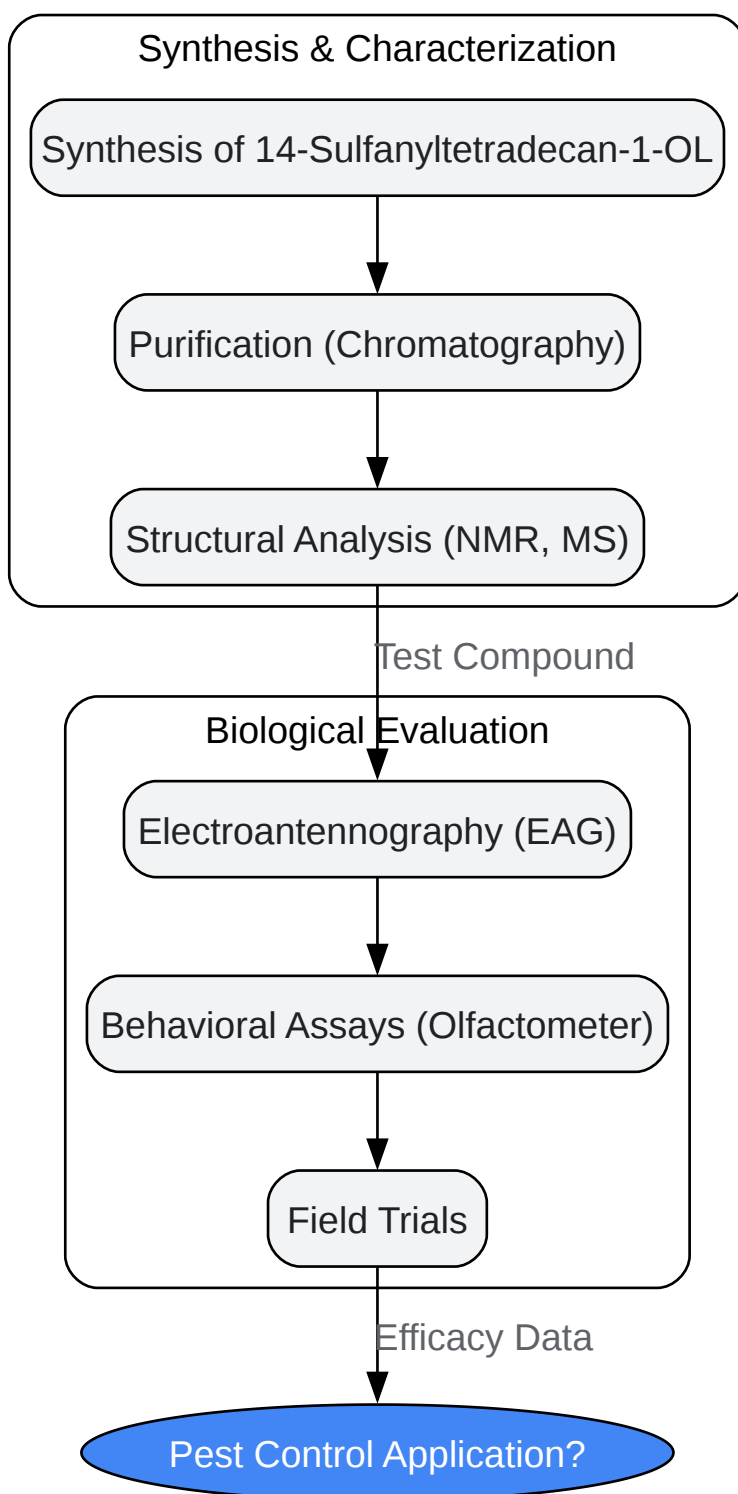 Synthesis & Characterization
Synthesis of 14-Sulfanyltetradecan-1-OL
Purification (Chromatography)
Structural Analysis (NMR, MS)
Test Compound
Biological Evaluation
Electroantennography (EAG)
Behavioral Assays (Olfactometer)
Field Trials
Efficacy Data
Pest Control Application?